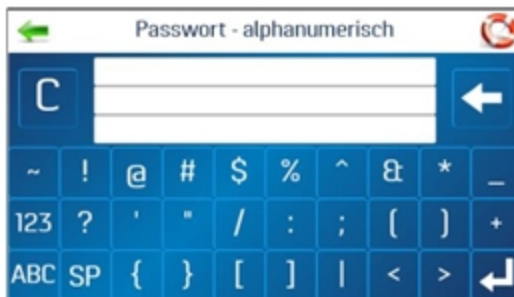 Passwort - alphanumerisch
C
~ ! @ # $ % ^ & * _
123 ? ' " / : ; ( ) +
ABC SP { } [ ] | < >